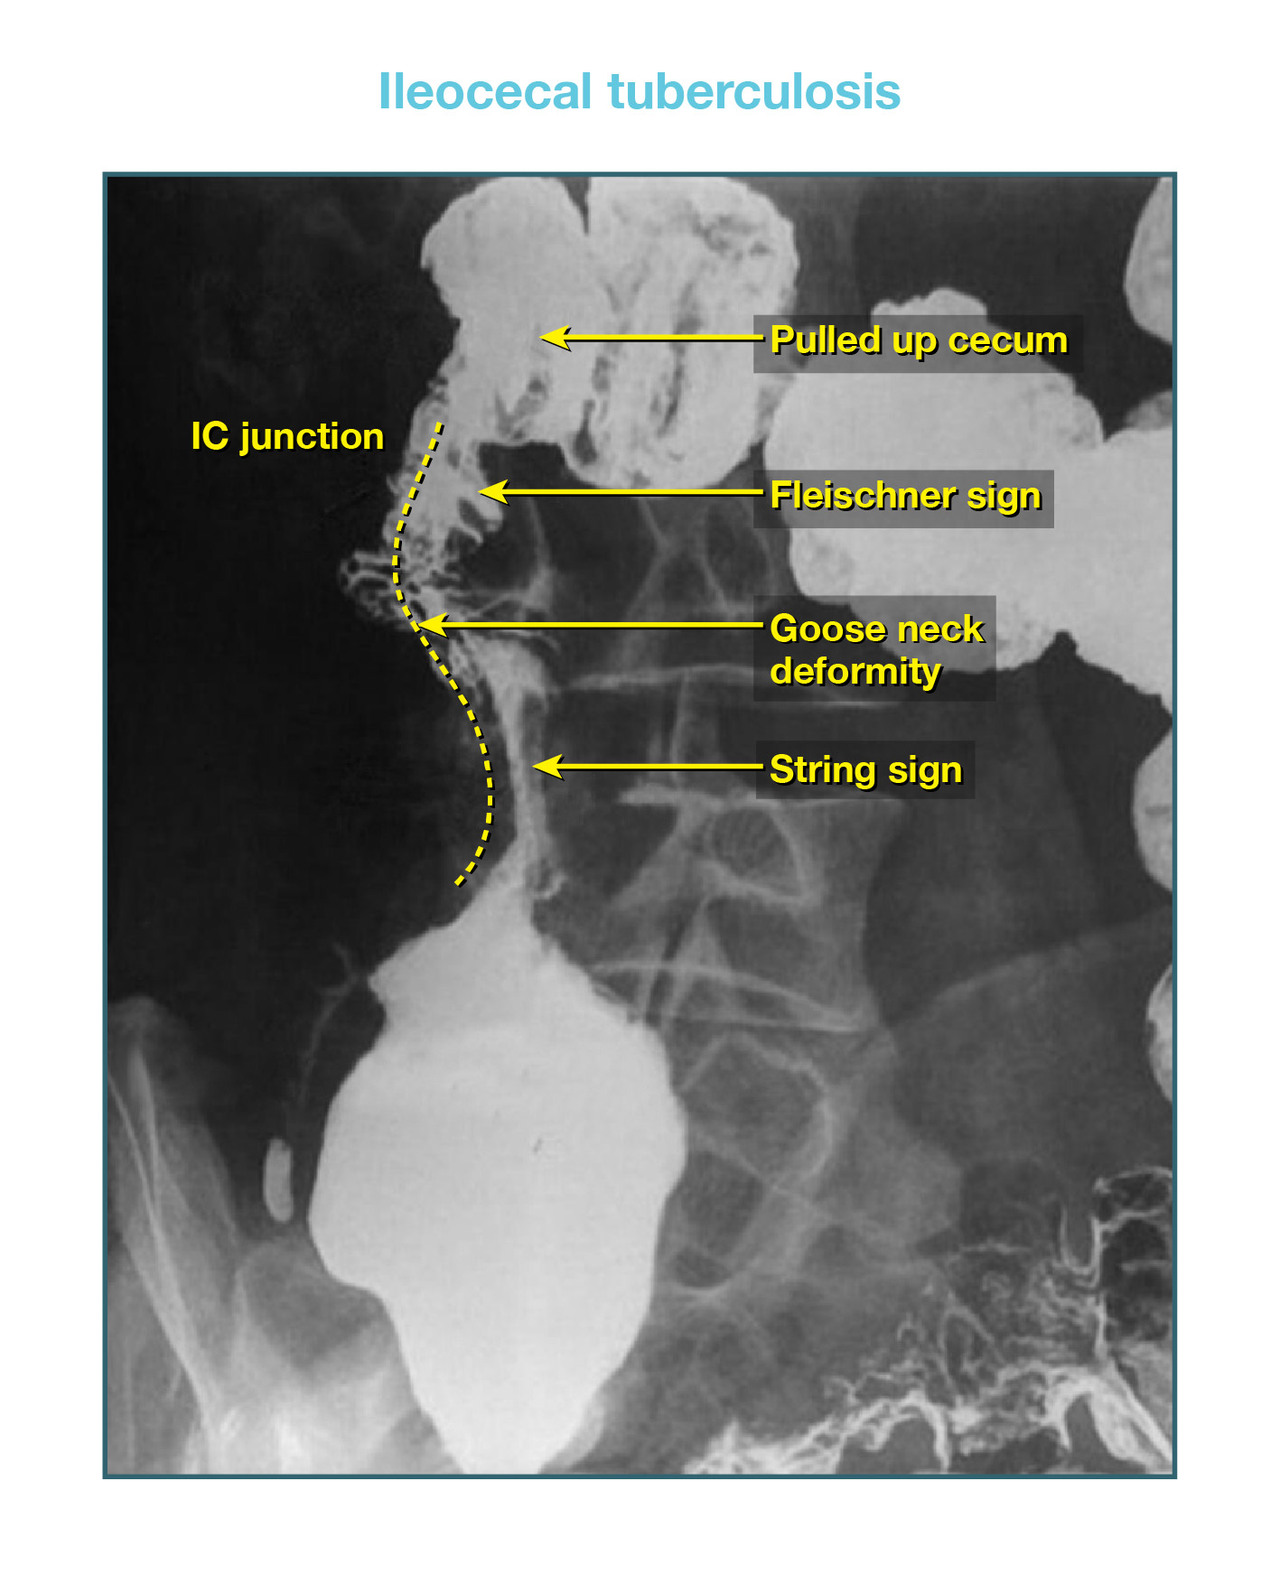 Ileocecal tuberculosis
Pulled up cecum
IC junction
Fleischner sign
Goose neck
deformity
String sign